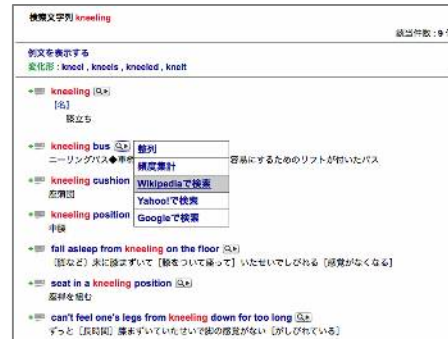 検索文字列 kneeling
該当件数 : 9
例文を表示する
変化形 : kneel , kneels , kneeled , knelt
kneeling
[名]
膝立ち
kneeling bus
ニーリングバス◆車椅
容易にするためのリフトが付いたバス
整列
頻度集計
Wikipediaで検索
Yahoo!で検索
Googleで検索
kneeling cushion
座蒲団
kneeling position
中腰
fall asleep from kneeling on the floor
〔脚など〕床に膝まずいて［膝をついて座って］いたせいでしびれる［感覚がなくなる］
seat in a kneeling position
座禅を組む
can't feel one's legs from kneeling down for too long
ずっと［長時間］膝まずいていたせいで脚の感覚がない［がしびれている］